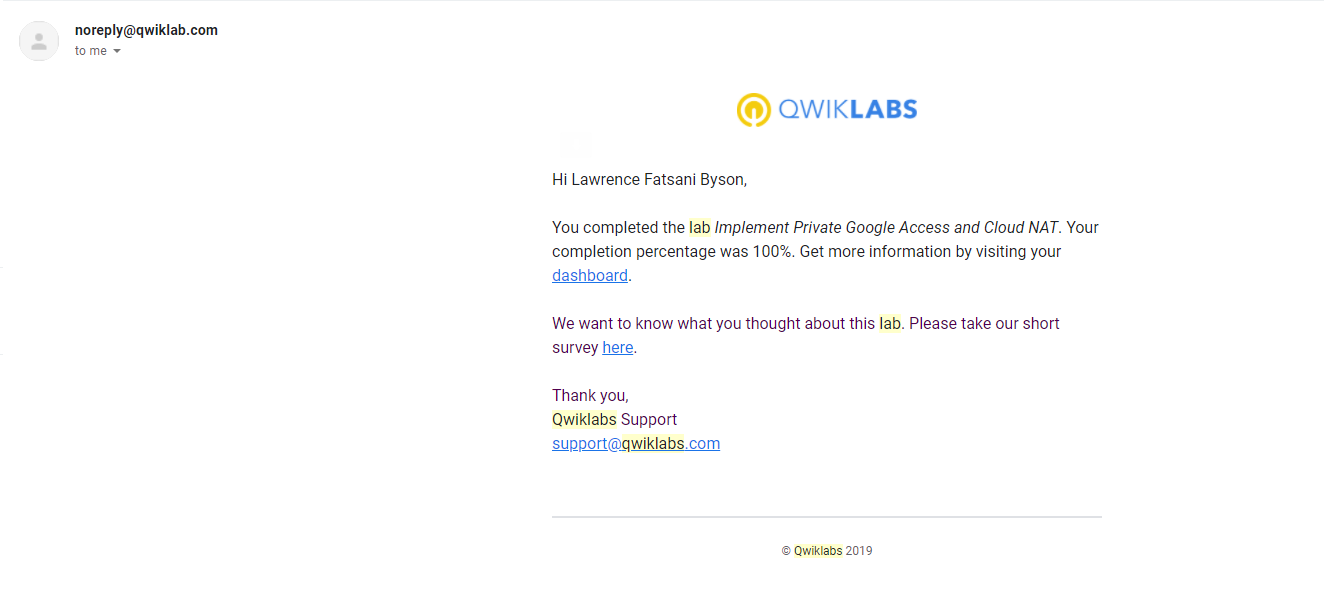 noreply@qwiklab.com
to me
QWIKLABS
Hi Lawrence Fatsani Byson,
You completed the lab Implement Private Google Access and Cloud NAT. Your
completion percentage was 100%. Get more information by visiting your
dashboard.
We want to know what you thought about this lab. Please take our short
survey here.
Thank you,
Qwiklabs Support
support@qwiklabs.com
© Qwiklabs 2019